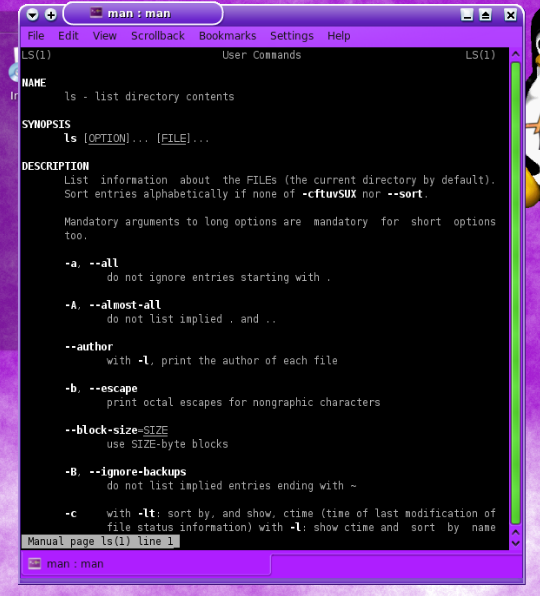 man : man
File Edit View Scrollback Bookmarks Settings Help
LS(1) User Commands LS(1)
NAME
ls - list directory contents
SYNOPSIS
ls [OPTION]... [FILE]...
DESCRIPTION
List information about the FILEs (the current directory by default).
Sort entries alphabetically if none of -cftuvSUX nor --sort.
Mandatory arguments to long options are mandatory for short options
too.
-a, --all
do not ignore entries starting with .
-A, --almost-all
do not list implied . and ..
--author
with -l, print the author of each file
-b, --escape
print octal escapes for nongraphic characters
--block-size=SIZE
use SIZE-byte blocks
-B, --ignore-backups
do not list implied entries ending with ~
-c with -lt: sort by, and show, ctime (time of last modification of
file status information) with -l: show ctime and sort by name
Manual page ls(1) line 1
man : man